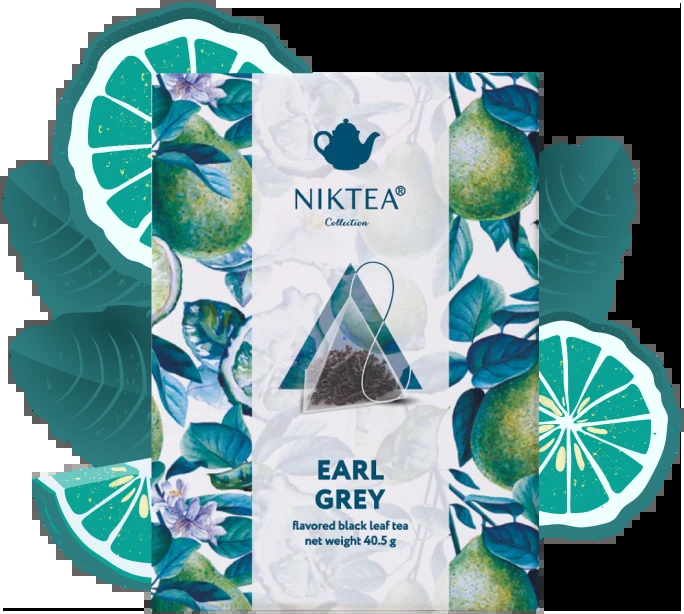 NIKTEA®
Collection
EARL
GREY
flavored black leaf tea
net weight 40.5 g